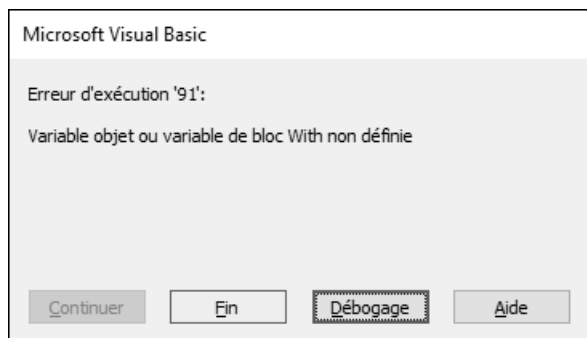 Microsoft Visual Basic
Erreur d'exécution '91':
Variable objet ou variable de bloc With non définie
Continuer Fin Débogage Aide